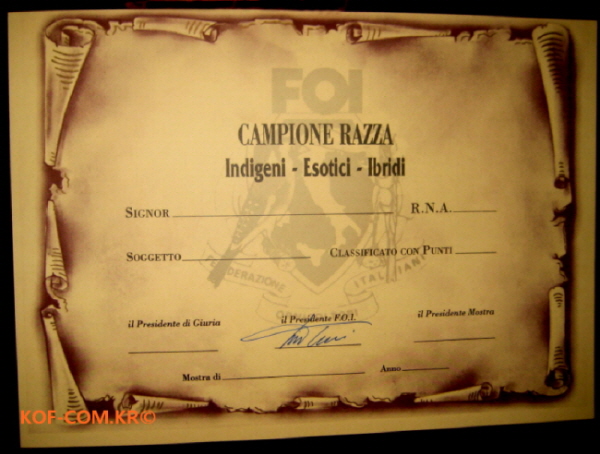 FOI
CAMPIONE RAZZA
Indigeni - Esotici - Ibridi
SIGNOR R.N.A.
SOGGETTO CLASSIFICATO CON PUNTI
FEDERAZIONE ITALIANA
il Presidente di Giuria il Presidente F.O.I. il Presidente Mostra
Mostra di Anno
KOF-COM.KR©